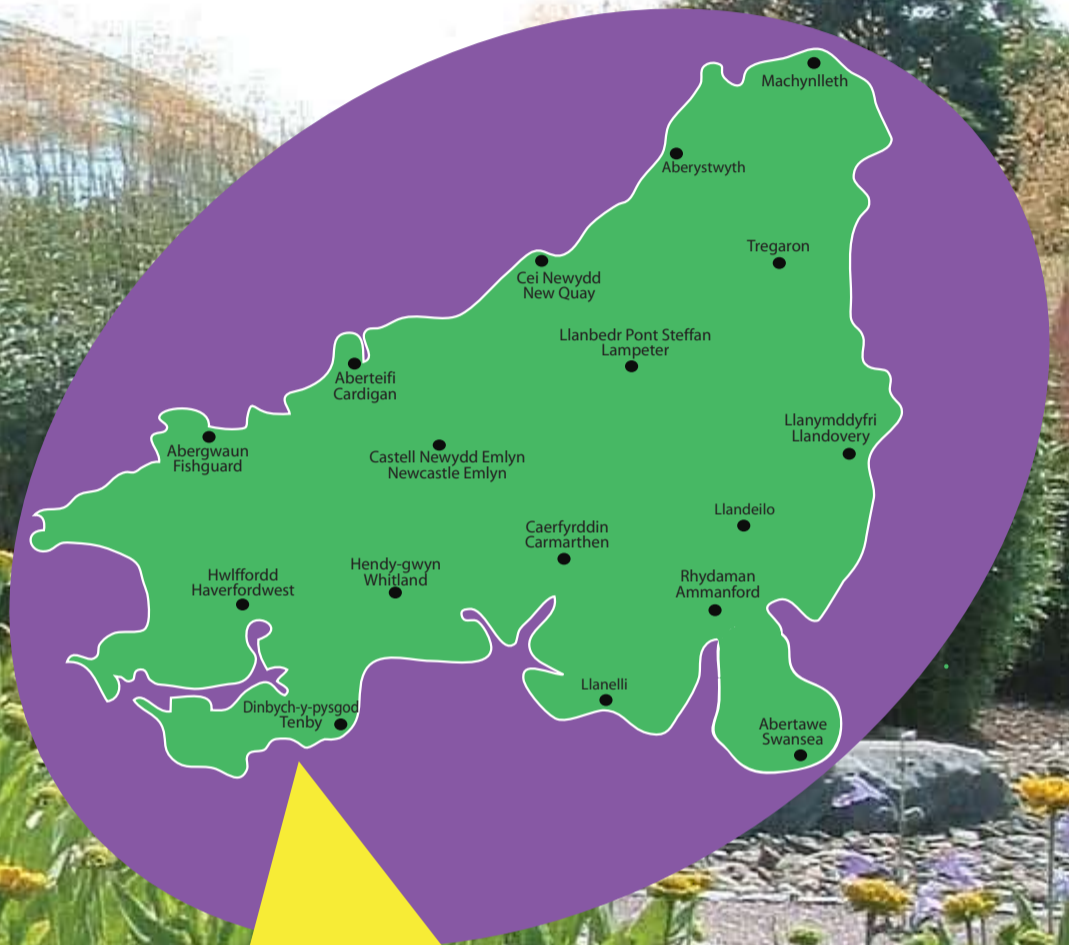 Machynlleth
Aberystwyth
Tregaron
Cei Newydd
New Quay
Llanbedr Pont Steffan
Lampeter
Aberteifi
Cardigan
Llanymddyfri
Llandovery
Abergwaun
Fishguard
Castell Newydd Emlyn
Newcastle Emlyn
Llandeilo
Caerfyrddin
Carmarthen
Hendy-gwyn
Whitland
Hwlffordd
Haverfordwest
Rhydaman
Ammanford
Llanelli
Dinbych-y-pysgod
Tenby
Abertawe
Swansea